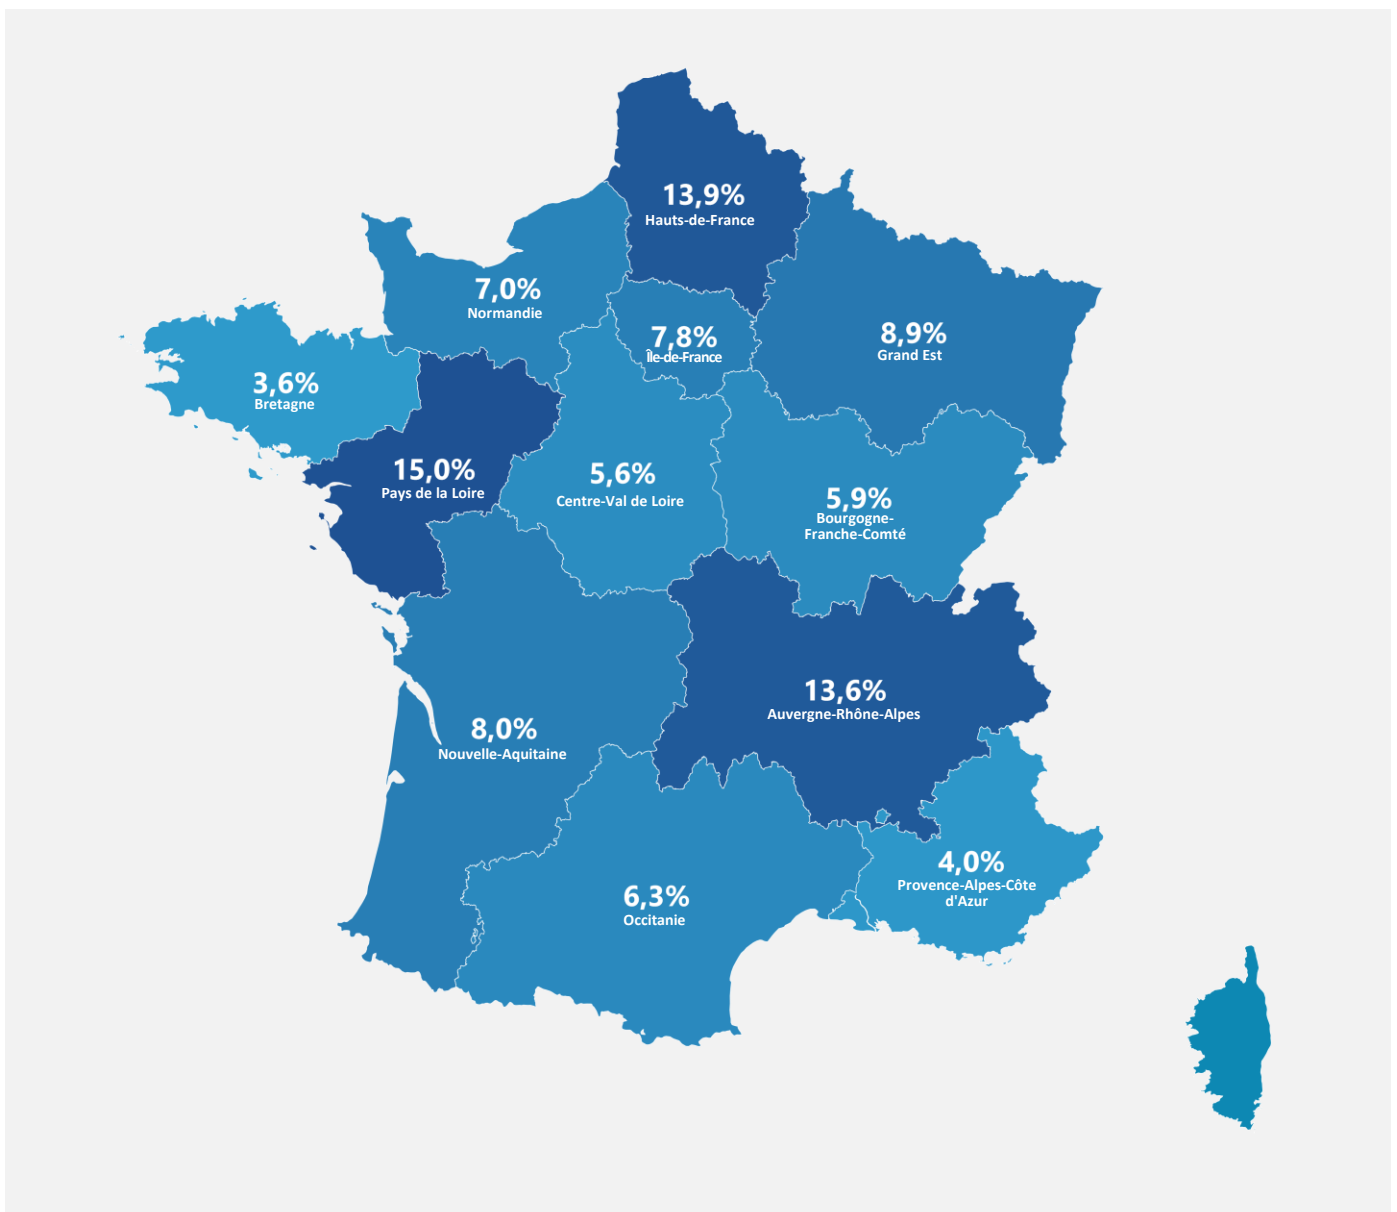 13,9%
Hauts-de-France
7,0%
Normandie
7,8%
Île-de-France
8,9%
Grand Est
3,6%
Bretagne
15,0%
Pays de la Loire
5,6%
Centre-Val de Loire
5,9%
Bourgogne-
Franche-Comté
13,6%
Auvergne-Rhône-Alpes
8,0%
Nouvelle-Aquitaine
4,0%
Provence-Alpes-Côte
d'Azur
6,3%
Occitanie